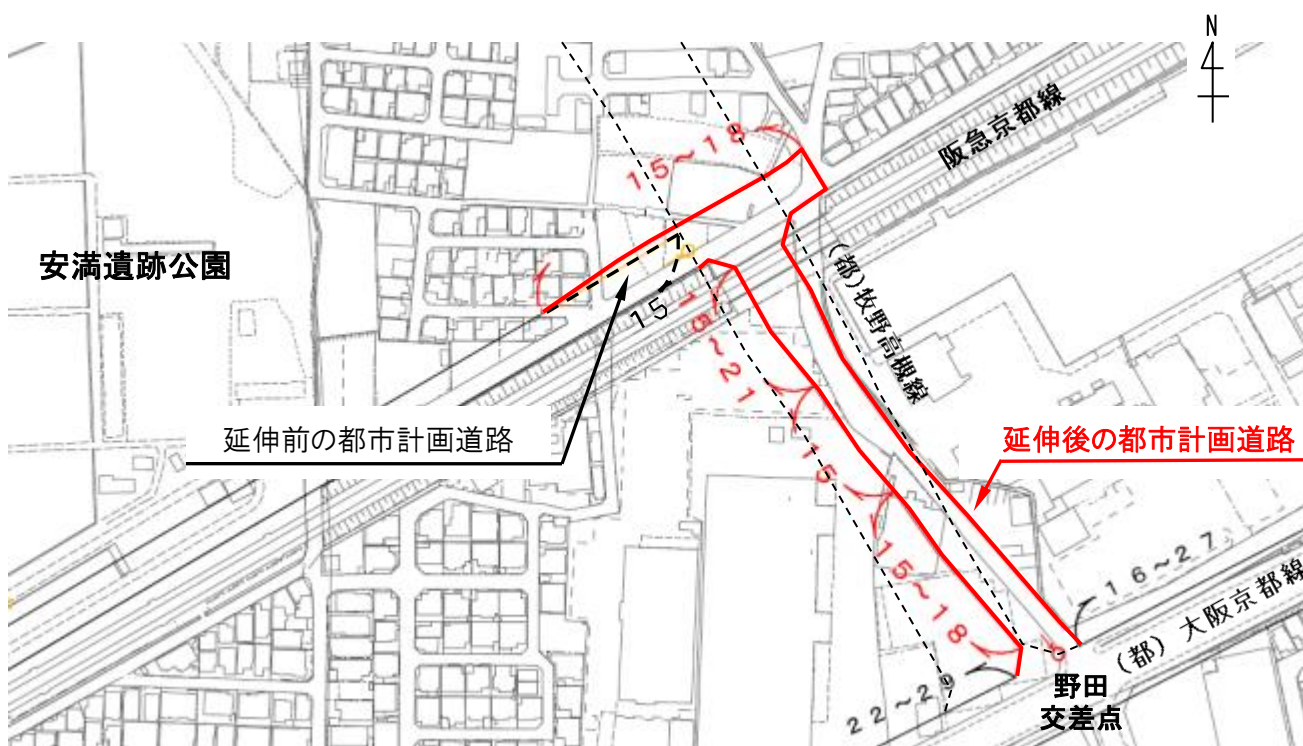 N
阪急京都線
15～18
安満遺跡公園
15
(都)牧野高槻線
15～21
延伸前の都市計画道路
延伸後の都市計画道路
15
15～18
16～27
(都) 大阪京都線
22～29
野田
交差点